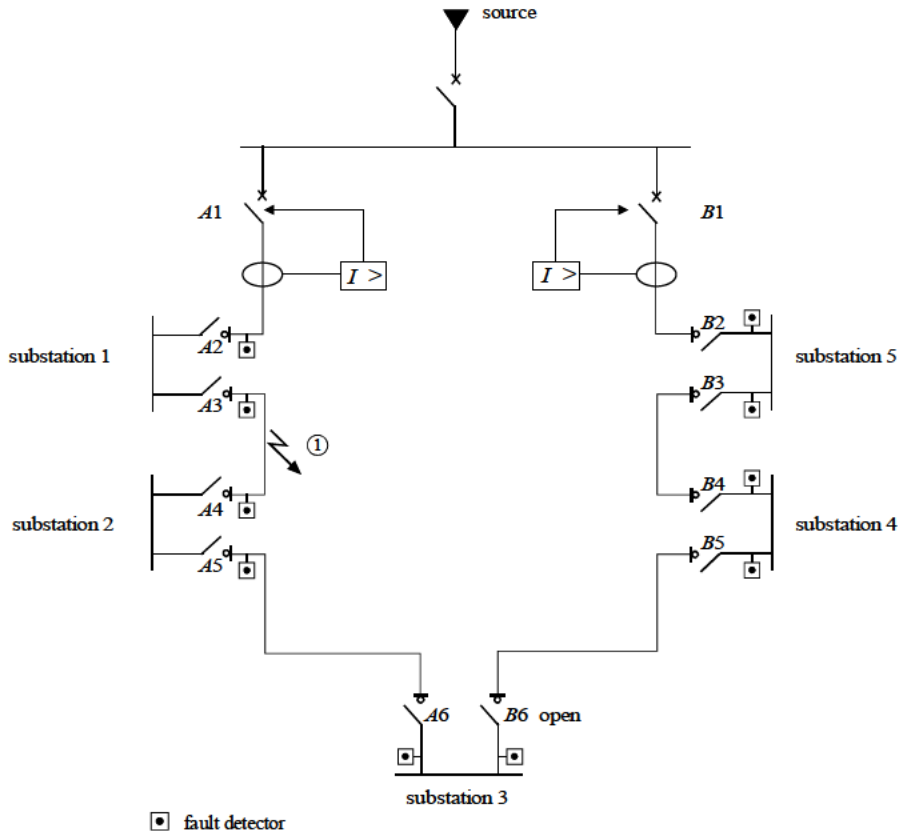 source
A1
B1
I >
I >
A2
B2
substation 1
substation 5
A3
B3
①
A4
B4
substation 2
substation 4
A5
B5
A6
B6 open
substation 3
fault detector